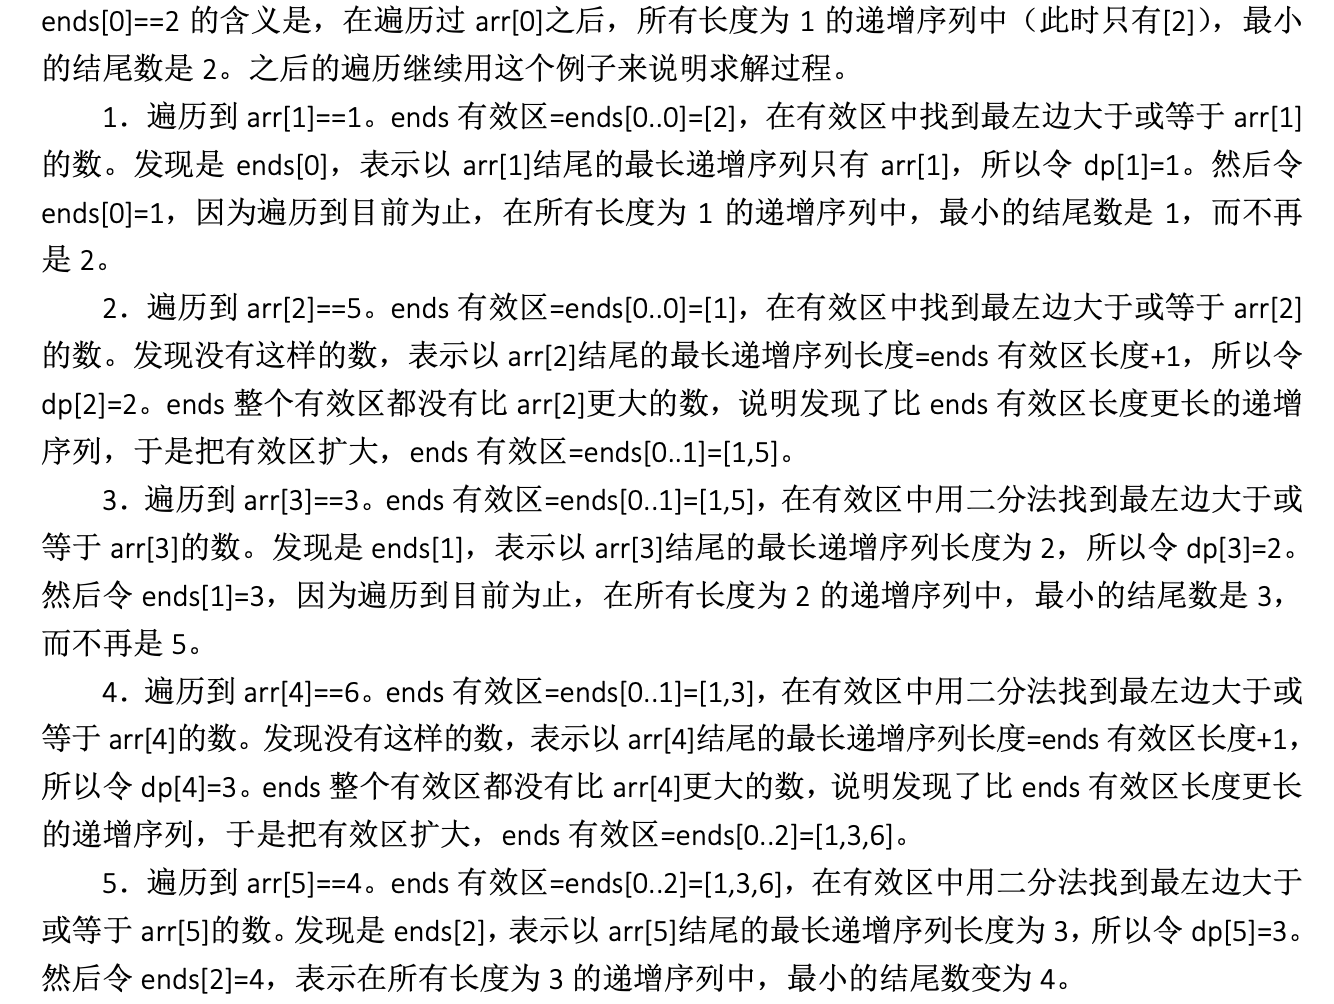 ends[0]==2 的含义是，在遍历过 arr[0]之后，所有长度为 1 的递增序列中（此时只有[2]），最小
的结尾数是 2。之后的遍历继续用这个例子来说明求解过程。
1．遍历到 arr[1]==1。ends 有效区=ends[0..0]=[2]，在有效区中找到最左边大于或等于 arr[1]
的数。发现是 ends[0]，表示以 arr[1]结尾的最长递增序列只有 arr[1]，所以令 dp[1]=1。然后令
ends[0]=1，因为遍历到目前为止，在所有长度为 1 的递增序列中，最小的结尾数是 1，而不再
是 2。
2．遍历到 arr[2]==5。ends 有效区=ends[0..0]=[1]，在有效区中找到最左边大于或等于 arr[2]
的数。发现没有这样的数，表示以 arr[2]结尾的最长递增序列长度=ends 有效区长度+1，所以令
dp[2]=2。ends 整个有效区都没有比 arr[2]更大的数，说明发现了比 ends 有效区长度更长的递增
序列，于是把有效区扩大，ends 有效区=ends[0..1]=[1,5]。
3．遍历到 arr[3]==3。ends 有效区=ends[0..1]=[1,5]，在有效区中用二分法找到最左边大于或
等于 arr[3]的数。发现是 ends[1]，表示以 arr[3]结尾的最长递增序列长度为 2，所以令 dp[3]=2。
然后令 ends[1]=3，因为遍历到目前为止，在所有长度为 2 的递增序列中，最小的结尾数是 3，
而不再是 5。
4．遍历到 arr[4]==6。ends 有效区=ends[0..1]=[1,3]，在有效区中用二分法找到最左边大于或
等于 arr[4]的数。发现没有这样的数，表示以 arr[4]结尾的最长递增序列长度=ends 有效区长度+1，
所以令 dp[4]=3。ends 整个有效区都没有比 arr[4]更大的数，说明发现了比 ends 有效区长度更长
的递增序列，于是把有效区扩大，ends 有效区=ends[0..2]=[1,3,6]。
5．遍历到 arr[5]==4。ends 有效区=ends[0..2]=[1,3,6]，在有效区中用二分法找到最左边大于
或等于 arr[5]的数。发现是 ends[2]，表示以 arr[5]结尾的最长递增序列长度为 3，所以令 dp[5]=3。
然后令 ends[2]=4，表示在所有长度为 3 的递增序列中，最小的结尾数变为 4。